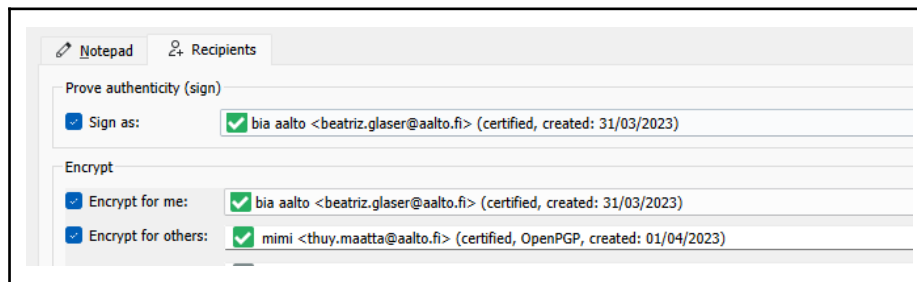 Notepad Recipients
Prove authenticity (sign)
Sign as: bia aalto <beatriz.glaser@aalto.fi> (certified, created: 31/03/2023)
Encrypt
Encrypt for me: bia aalto <beatriz.glaser@aalto.fi> (certified, created: 31/03/2023)
Encrypt for others: mimi <thuy.maatta@aalto.fi> (certified, OpenPGP, created: 01/04/2023)